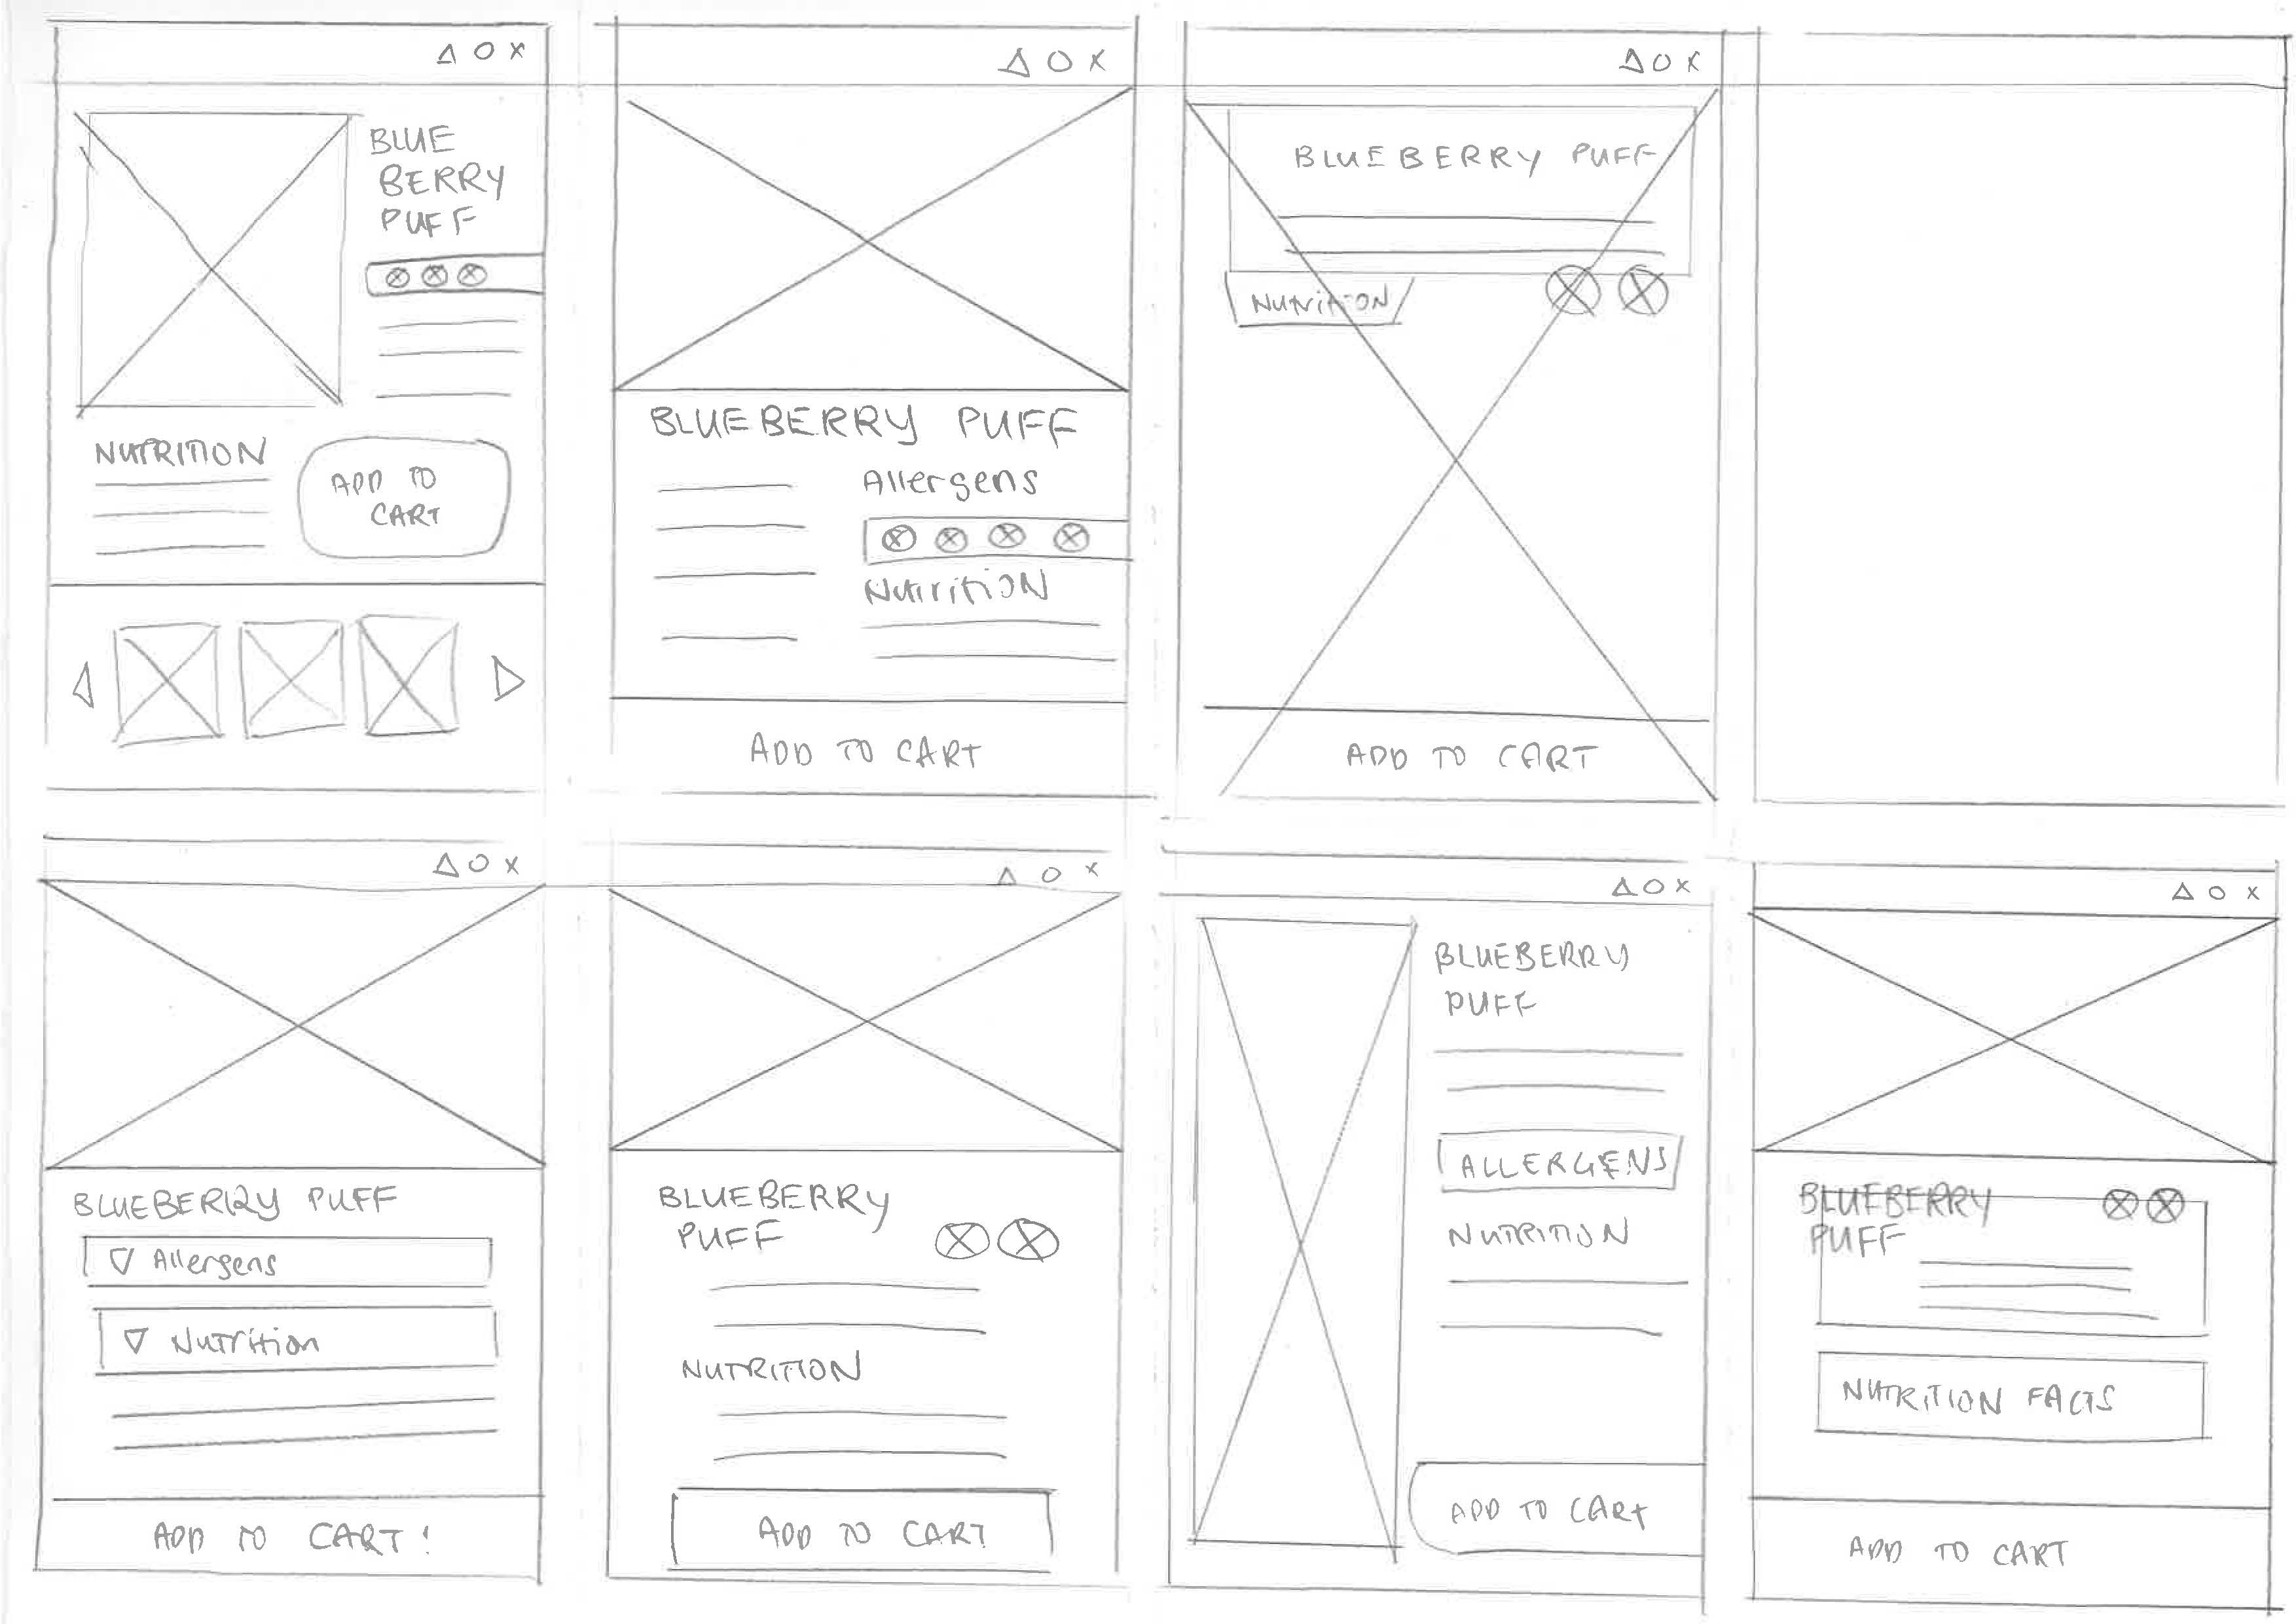 BLUE
BERRY
PUFF
NUTRITION
ADD TO
CART
BLUEBERRY PUFF
Allergens
Nutrition
ADD TO CART
BLUEBERRY PUFF
NUTRITION
ADD TO CART
BLUEBERRY PUFF
Allergens
Nutrition
ADD TO CART!
BLUEBERRY
PUFF
NUTRITION
ADD TO CART
BLUEBERRY
PUFF
ALLERGENS
NUTRITION
ADD TO CART
BLUEBERRY
PUFF
NUTRITION FACTS
ADD TO CART